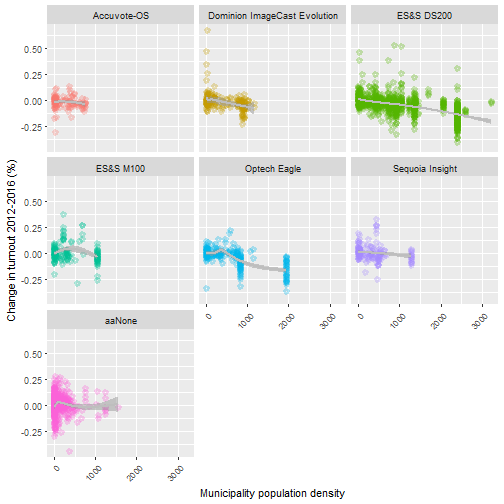 Accuvote-OS
Dominion ImageCast Evolution
ES&S DS200
0.50
0.25
0.00
-0.25
ES&S M100
Optech Eagle
Sequoia Insight
0.50
0.25
0.00
-0.25
0
1000
2000
3000
0
1000
2000
3000
aaNone
0.50
0.25
0.00
-0.25
0
1000
2000
3000
Change in turnout 2012-2016 (%)
Municipality population density